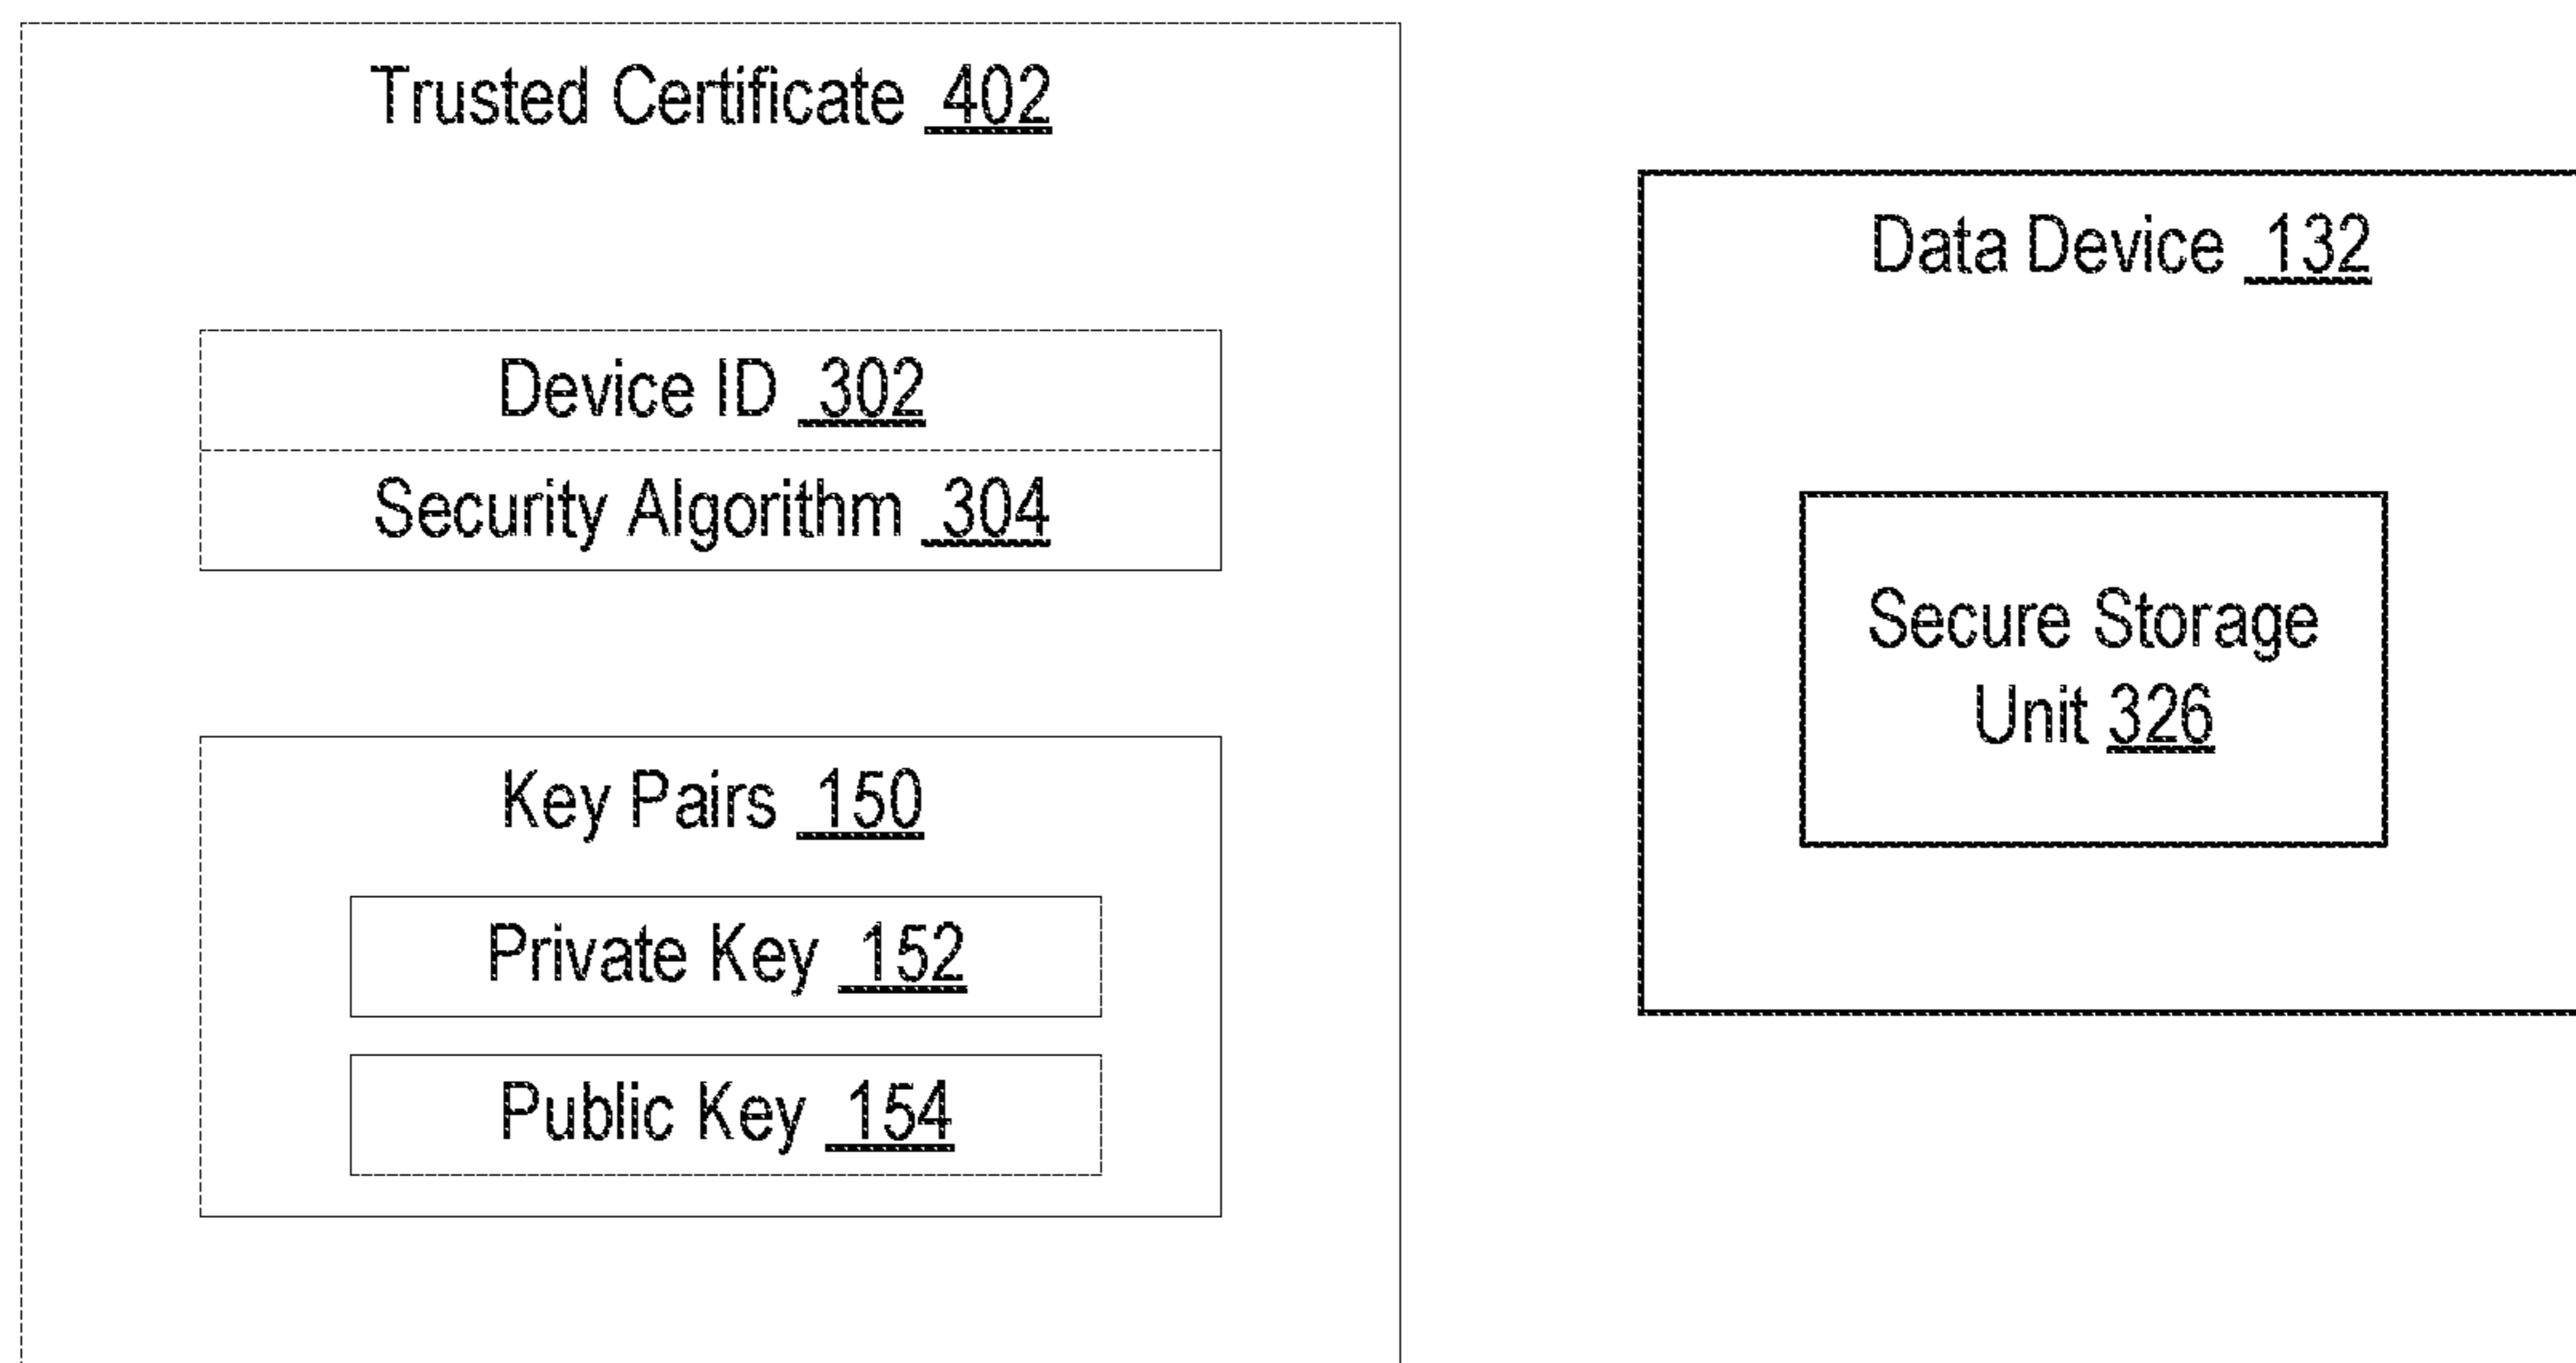 Trusted Certificate 402
Device ID 302
Security Algorithm 304
Key Pairs 150
Private Key 152
Public Key 154
Data Device 132
Secure Storage
Unit 326